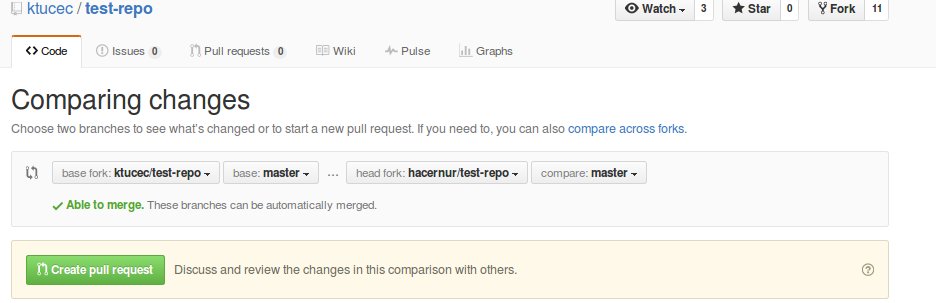 ktucec / test-repo Watch 3 Star 0 Fork 11
Code Issues 0 Pull requests 0 Wiki Pulse Graphs
Comparing changes
Choose two branches to see what's changed or to start a new pull request. If you need to, you can also compare across forks.
base fork: ktucec/test-repo base: master ... head fork: hacernur/test-repo compare: master
Able to merge. These branches can be automatically merged.
Create pull request Discuss and review the changes in this comparison with others.